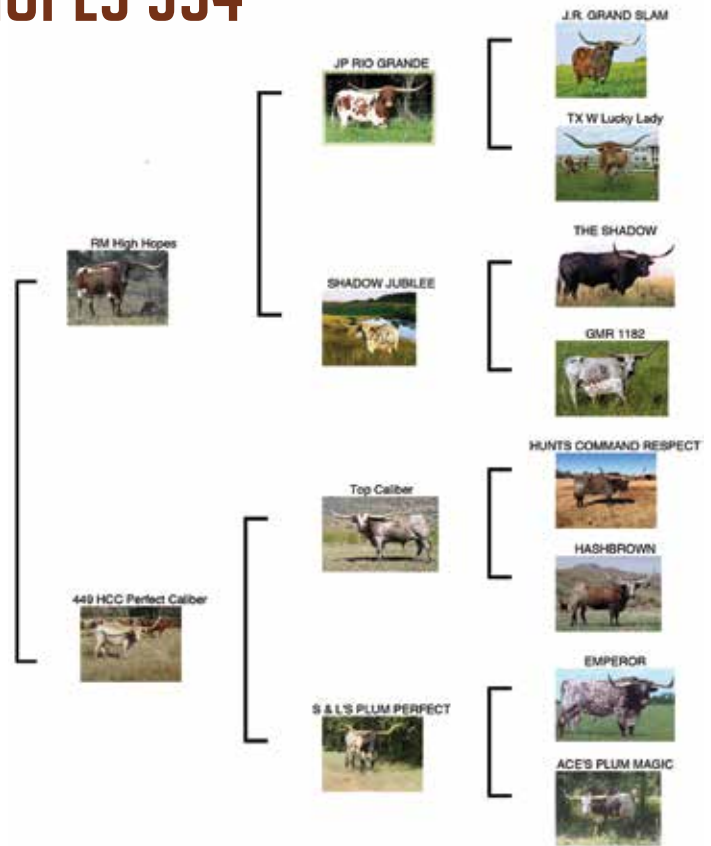 J.R. GRAND SLAM
JP RIO GRANDE
TX W Lucky Lady
RM High Hopes
THE SHADOW
SHADOW JUBILEE
GMR 1182
HUNTS COMMAND RESPECT
Top Caliber
HASHBROWN
449 HCC Perfect Caliber
EMPEROR
S & L'S PLUM PERFECT
ACE'S PLUM MAGIC